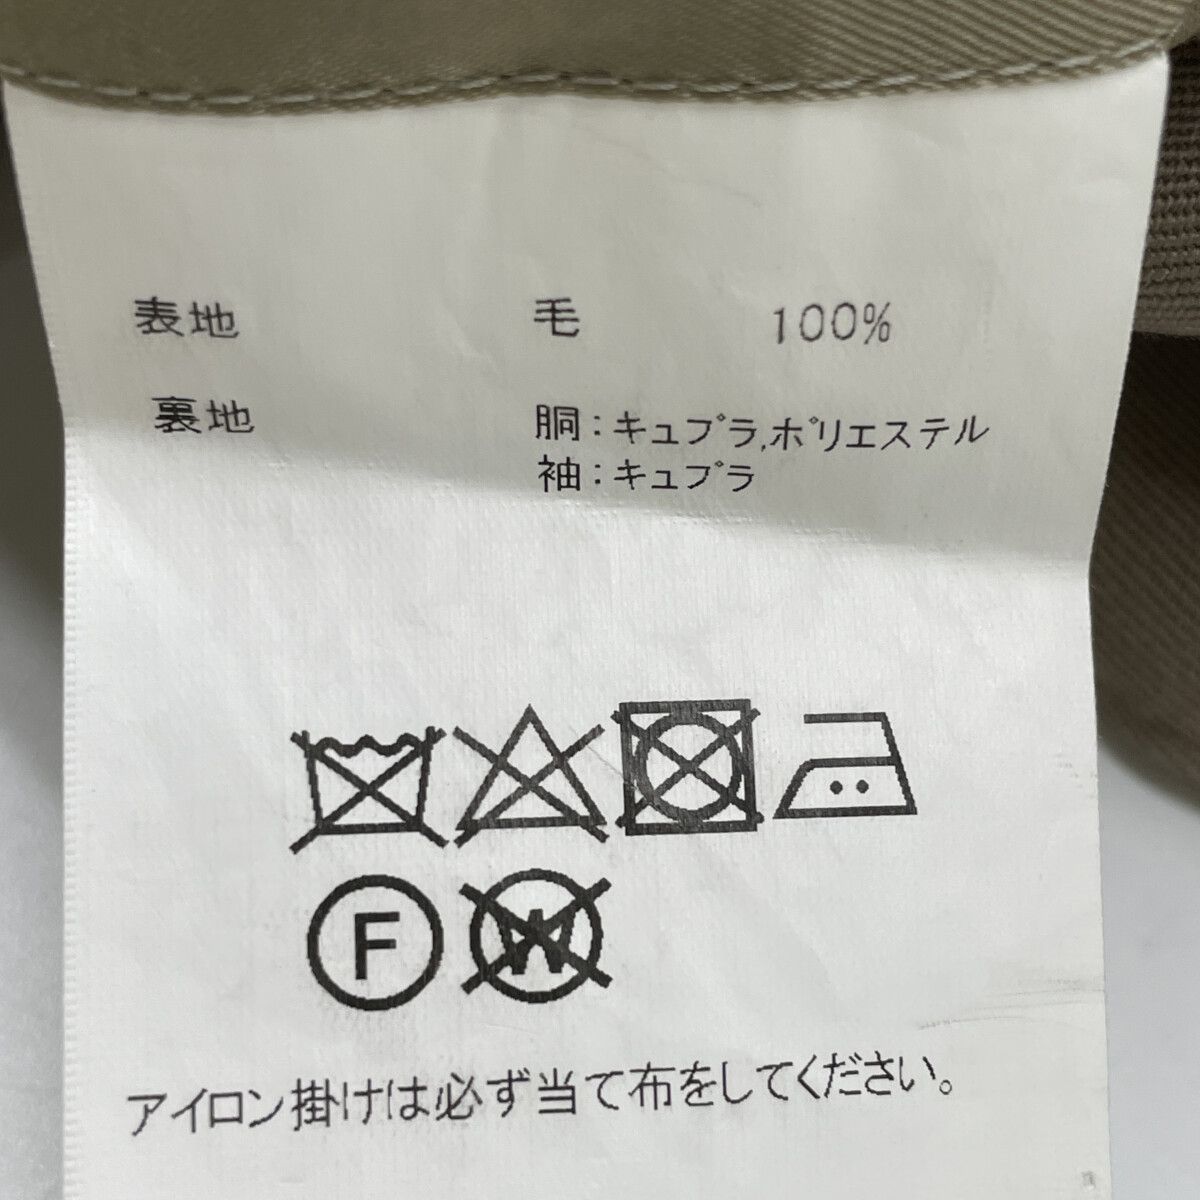 表地 毛 100%
裏地 胴:キュプラ,ポリエステル
袖:キュプラ
F W
アイロン掛けは必ず当て布をしてください。